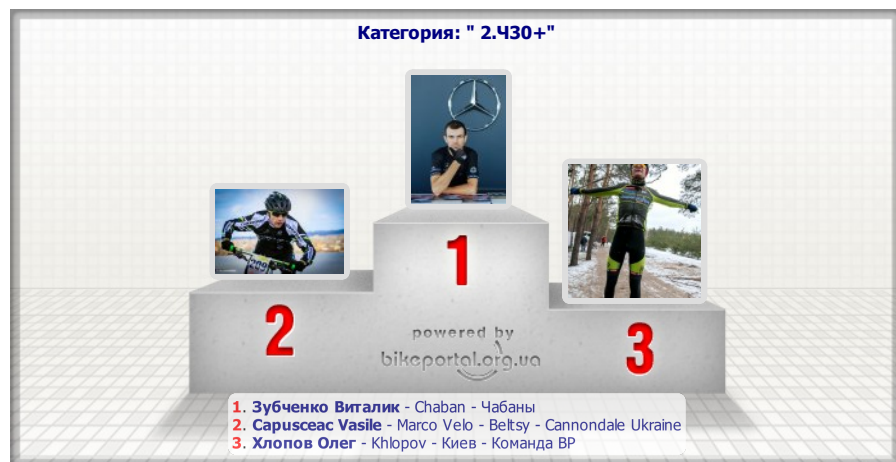 Категория: " 2.Ч30+"
1
2
3
powered by
bikeportal.org.ua
1. Зубченко Виталик - Chaban - Чабаны
2. Capusceac Vasile - Marco Velo - Beltsy - Cannondale Ukraine
3. Хлопов Олег - Khlopov - Киев - Команда ВР